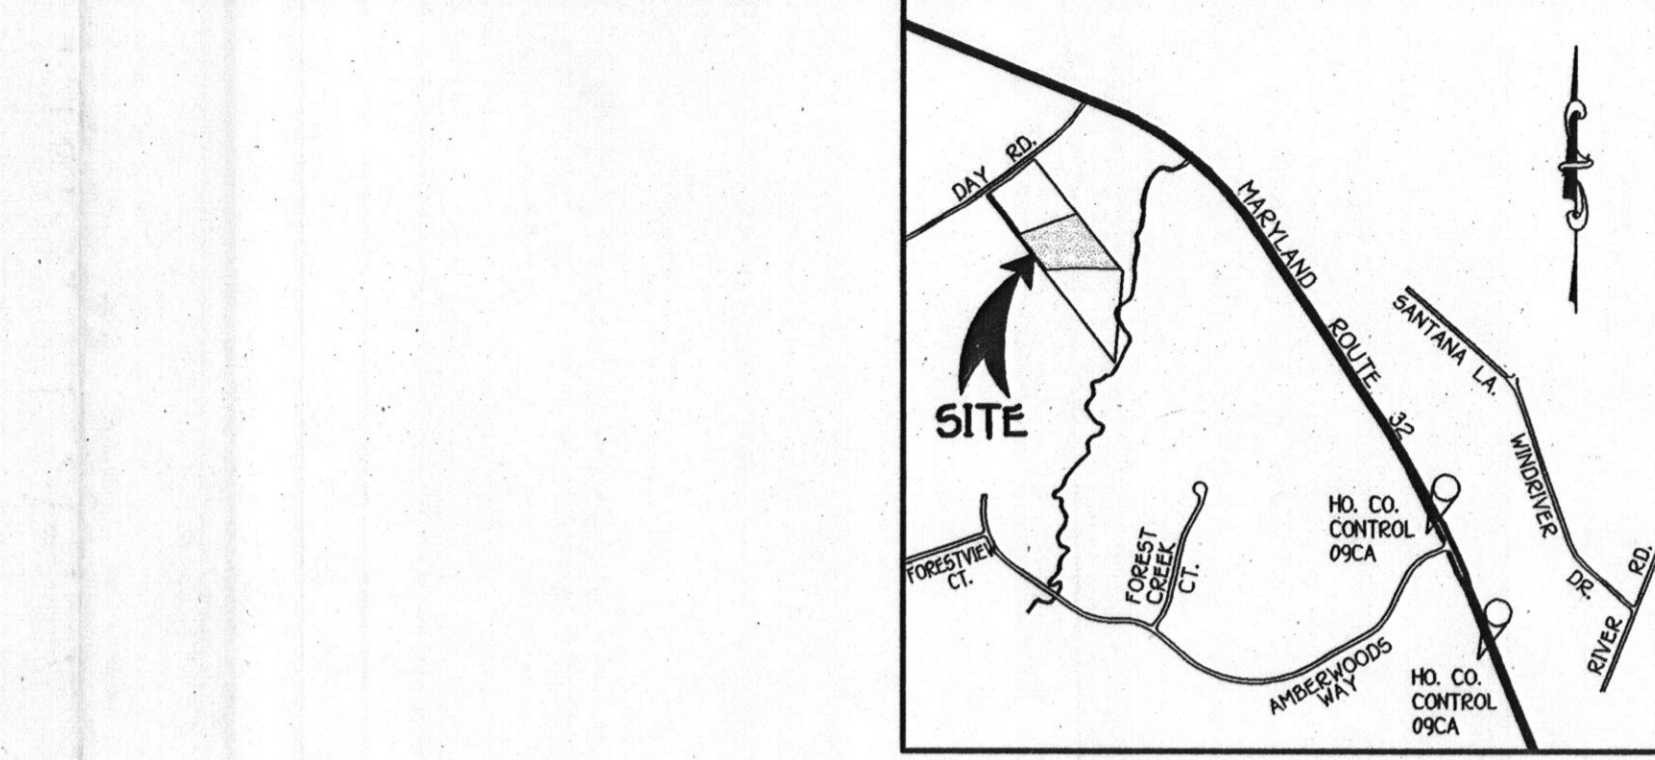 DAY RD.
MARYLAND ROUTE 32
SANTANA LA.
SITE
WINDRIVER DR.
HO. CO.
CONTROL
09CA
FORESTVIEW
CT.
FOREST
CREEK
CT.
RIVER RD.
AMBERWOODS
WAY
HO. CO.
CONTROL
09CA